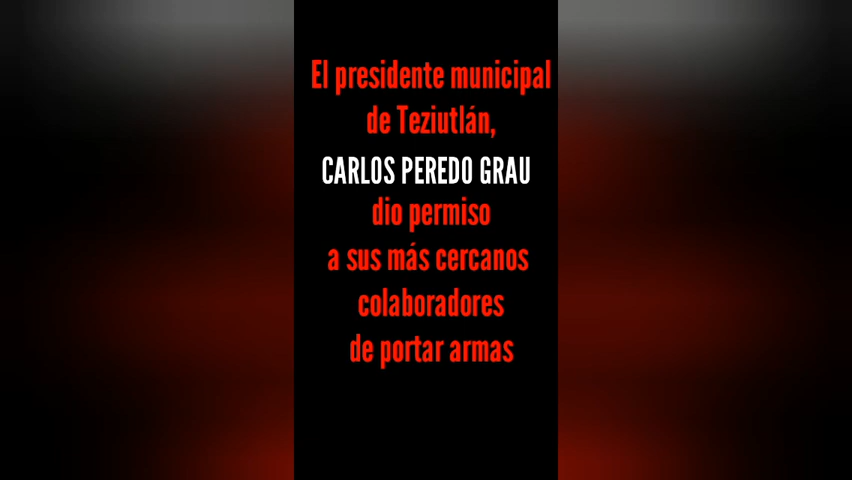 El presidente municipal
de Teziutlán,
CARLOS PEREDO GRAU
dio permiso
a sus más cercanos
colaboradores
de portar armas